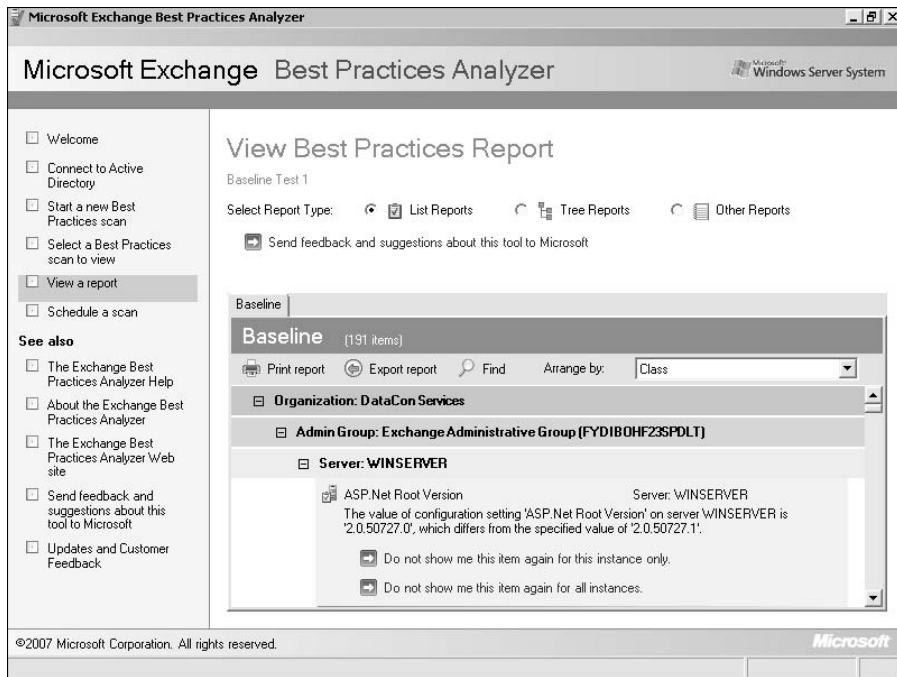 Microsoft Exchange Best Practices Analyzer
Microsoft Exchange Best Practices Analyzer
Microsoft
Windows Server System
Welcome
Connect to Active
Directory
Start a new Best
Practices scan
Select a Best Practices
scan to view
View a report
Schedule a scan
See also
The Exchange Best
Practices Analyzer Help
About the Exchange Best
Practices Analyzer
The Exchange Best
Practices Analyzer Web
site
Send feedback and
suggestions about this
tool to Microsoft
Updates and Customer
Feedback
View Best Practices Report
Baseline Test 1
Select Report Type: List Reports Tree Reports Other Reports
Send feedback and suggestions about this tool to Microsoft
Baseline
Baseline (191 items)
Print report Export report Find Arrange by: Class
Organization: DataCon Services
Admin Group: Exchange Administrative Group (FYDIBOHF23SPDLT)
Server: WINSERVER
ASP.Net Root Version Server: WINSERVER
The value of configuration setting 'ASP.Net Root Version' on server WINSERVER is
'2.0.50727.0', which differs from the specified value of '2.0.50727.1'.
Do not show me this item again for this instance only.
Do not show me this item again for all instances.
©2007 Microsoft Corporation. All rights reserved.
Microsoft